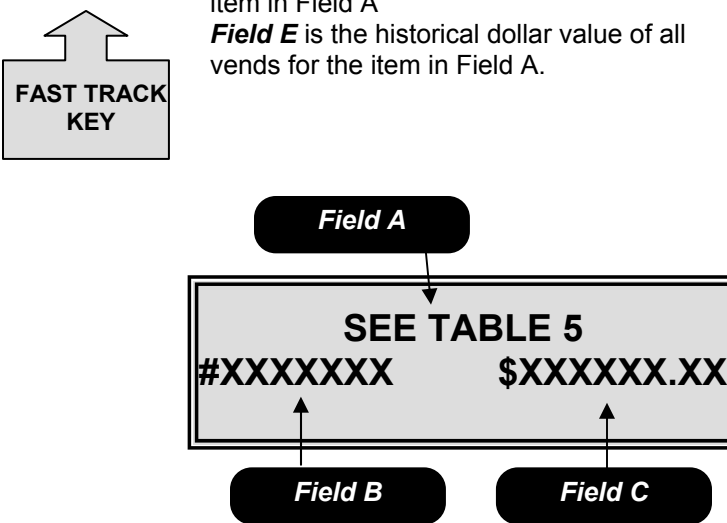 item in Field A
Field E is the historical dollar value of all
vends for the item in Field A.
FAST TRACK
KEY
Field A
SEE TABLE 5
#XXXXXXX $XXXXXX.XX
Field B Field C